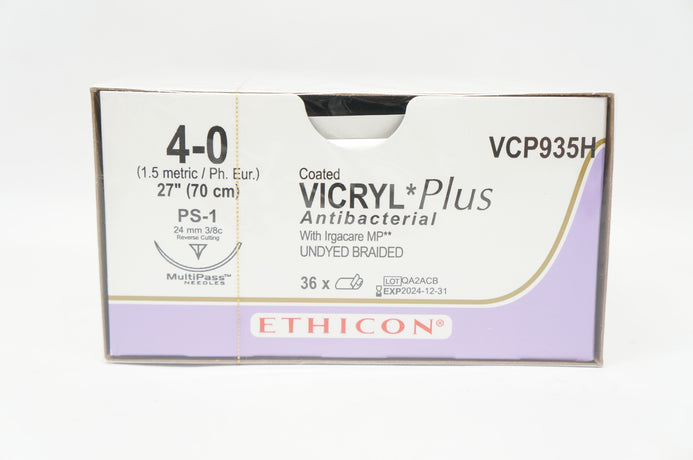 4-0
(1.5 metric / Ph. Eur.)
27" (70 cm)
PS-1
24 mm 3/8c
Reverse Cutting
MultiPass™
NEEDLES
VCP935H
Coated
VICRYL* Plus
Antibacterial
With Irgacare MP**
UNDYED BRAIDED
36 x
LOT QA2ACB
EXP 2024-12-31
ETHICON®